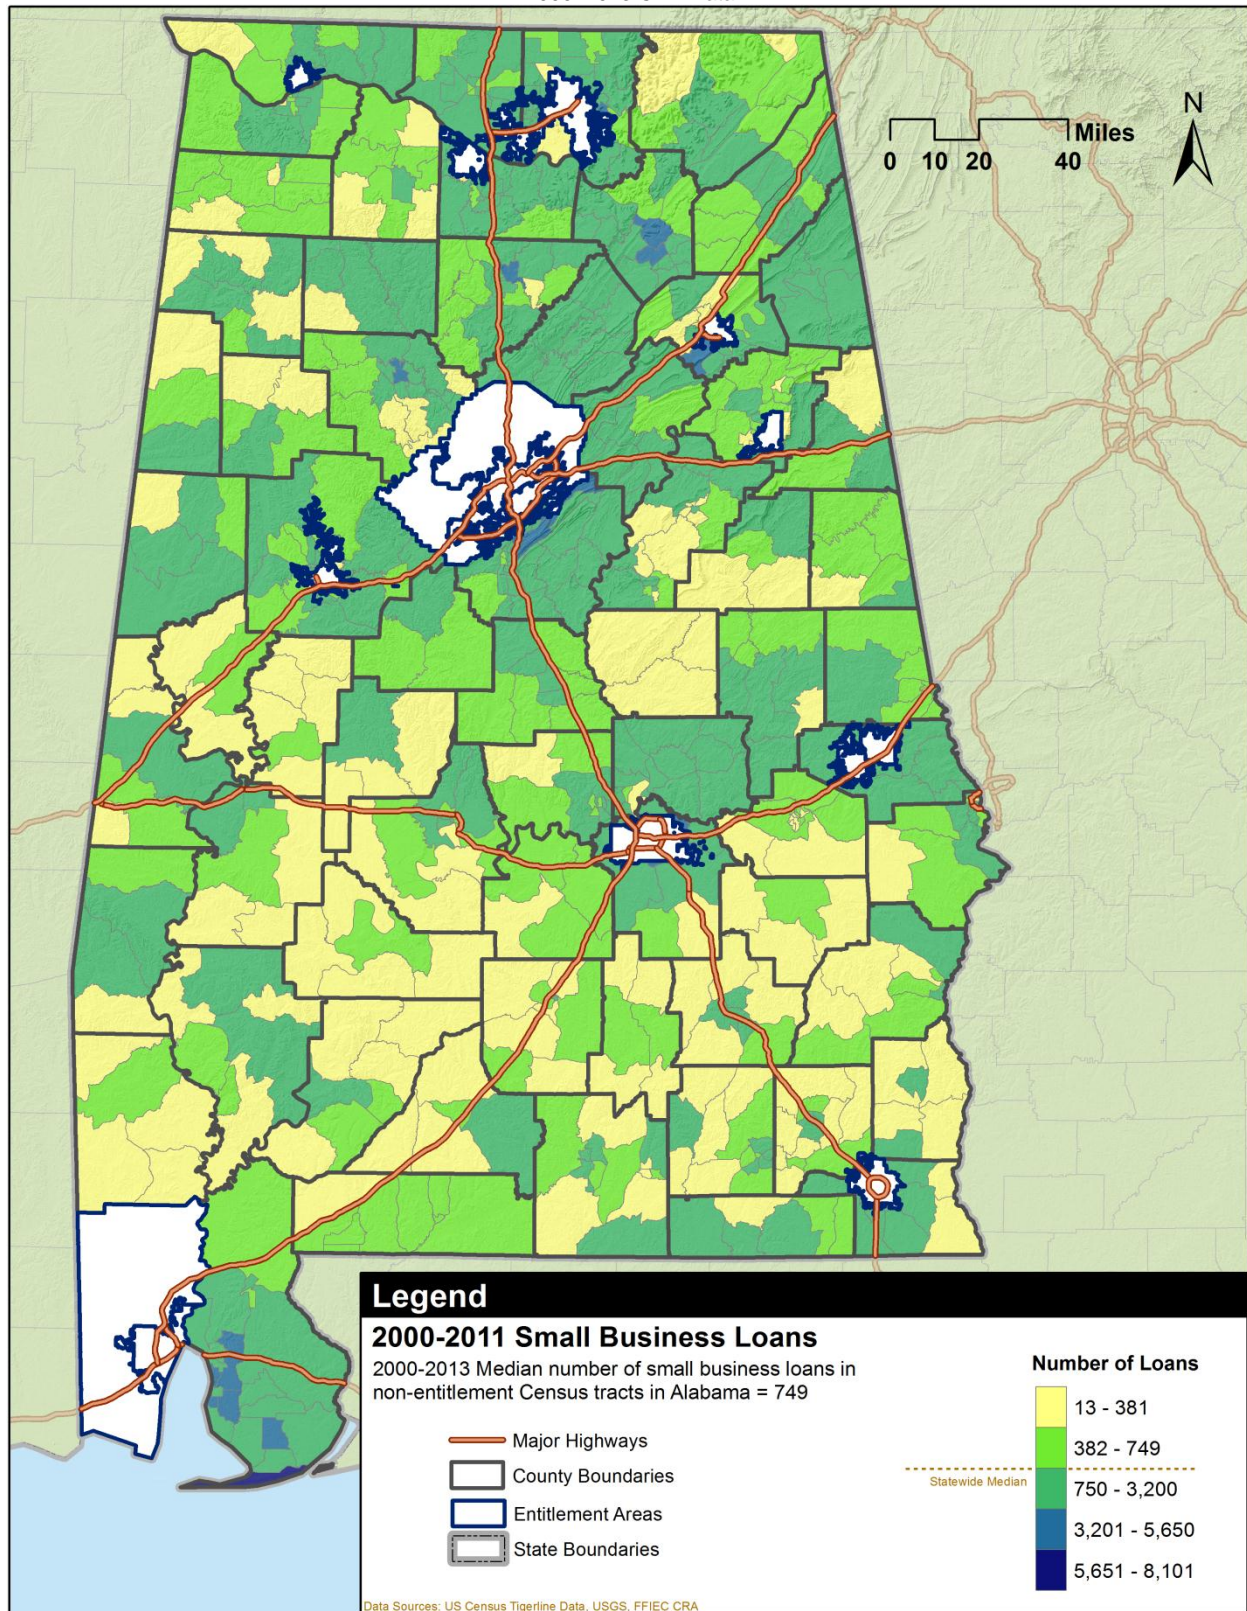 N
Miles
0 10 20 40
Legend
2000-2011 Small Business Loans
2000-2013 Median number of small business loans in
non-entitlement Census tracts in Alabama = 749
Major Highways
County Boundaries
Entitlement Areas
State Boundaries
Number of Loans
13 - 381
382 - 749
Statewide Median
750 - 3,200
3,201 - 5,650
5,651 - 8,101
Data Sources: US Census Tigerline Data, USGS, FFIEC CRA